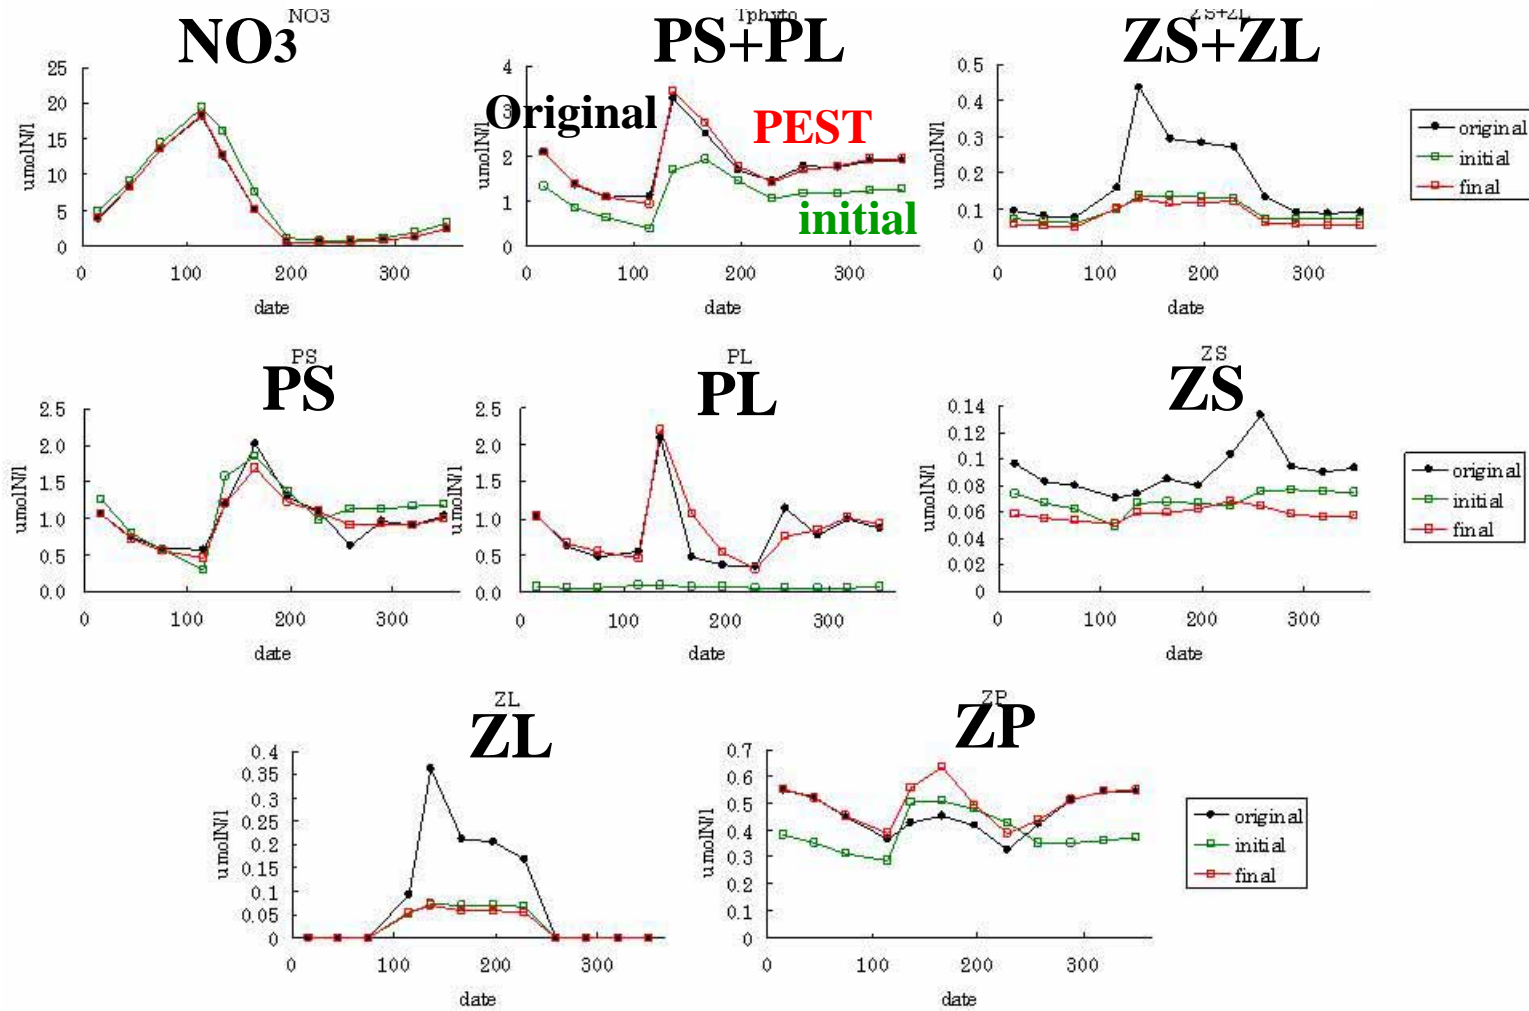 NO3
Tphyto
ZS+ZL
NO3
PS+PL
ZS+ZL
25
20
15
10
5
0
umolN/l
0 100 200 300
date
4
3
2
1
0
umolN/l
Original
PEST
initial
0 100 200 300
date
0.5
0.4
0.3
0.2
0.1
0
umolN/l
0 100 200 300
date
original
initial
final
PS
PL
ZS
PS
PL
ZS
2.5
2.0
1.5
1.0
0.5
0.0
umolN/l
0 100 200 300
date
2.5
2.0
1.5
1.0
0.5
0.0
umolN/l
0 100 200 300
date
0.14
0.12
0.1
0.08
0.06
0.04
0.02
0
umolN/l
0 100 200 300
date
original
initial
final
ZL
ZP
ZL
ZP
0.4
0.35
0.3
0.25
0.2
0.15
0.1
0.05
0
umolN/l
0 100 200 300
date
0.7
0.6
0.5
0.4
0.3
0.2
0.1
0
umolN/l
0 100 200 300
date
original
initial
final